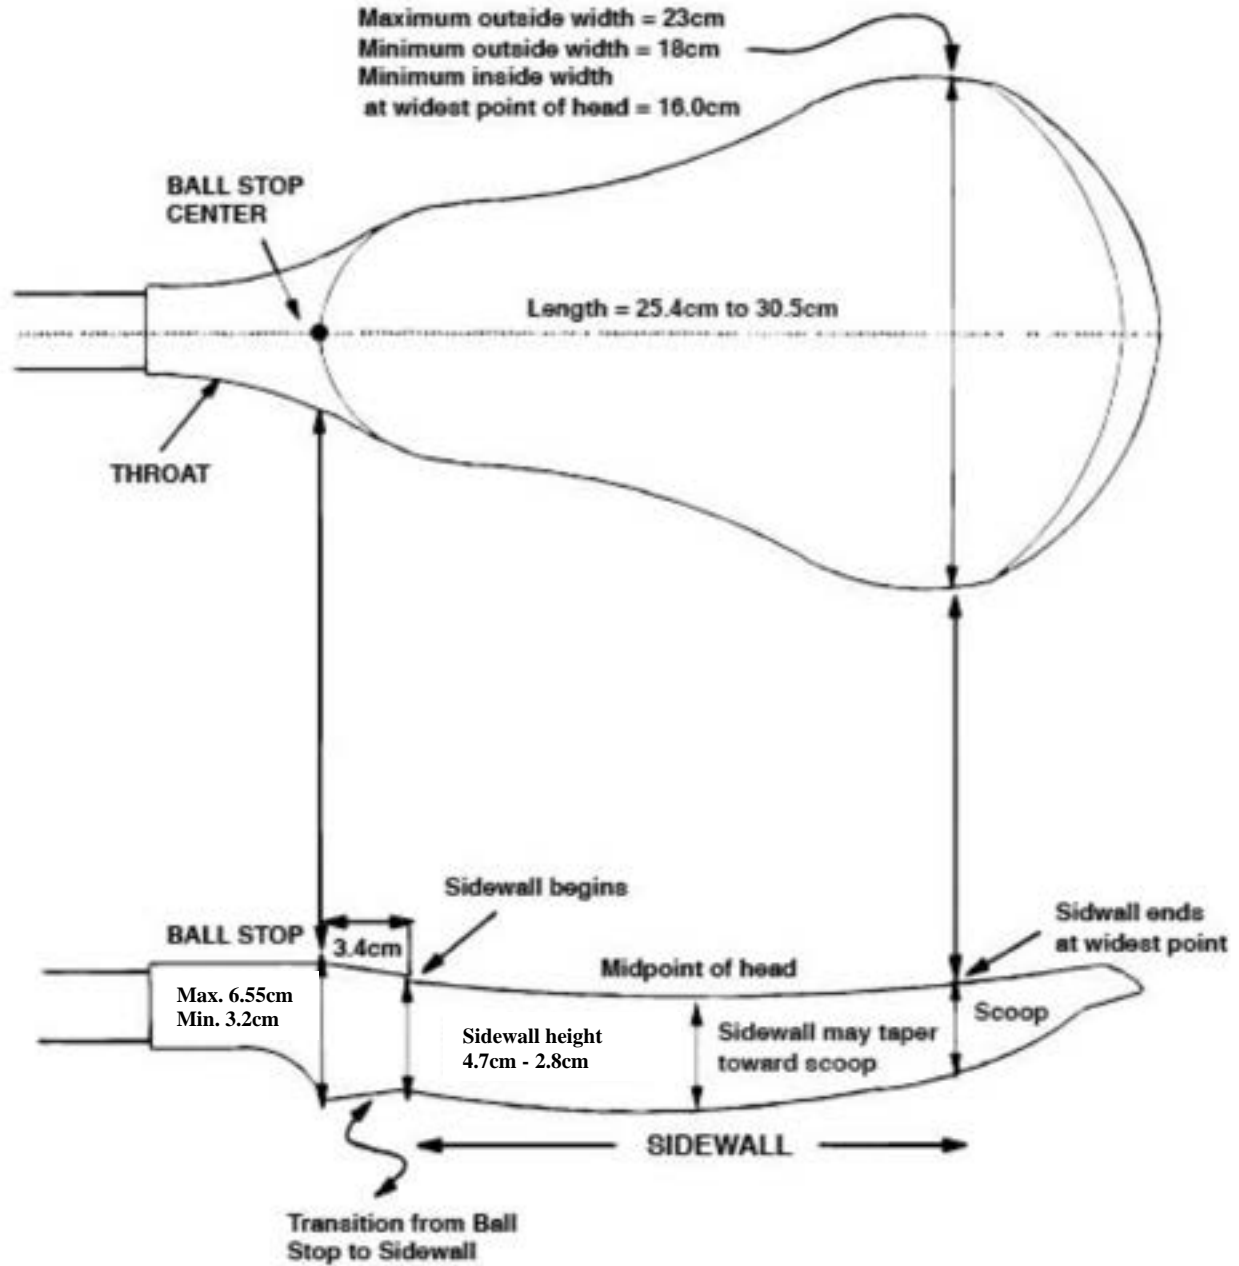 Maximum outside width = 23cm
Minimum outside width = 18cm
Minimum inside width
at widest point of head = 16.0cm
BALL STOP
CENTER
Length = 25.4cm to 30.5cm
THROAT
Sidewall begins
Sidwall ends
at widest point
BALL STOP
3.4cm
Midpoint of head
Max. 6.55cm
Min. 3.2cm
Sidewall height
4.7cm - 2.8cm
Sidewall may taper
toward scoop
Scoop
SIDEWALL
Transition from Ball
Stop to Sidewall